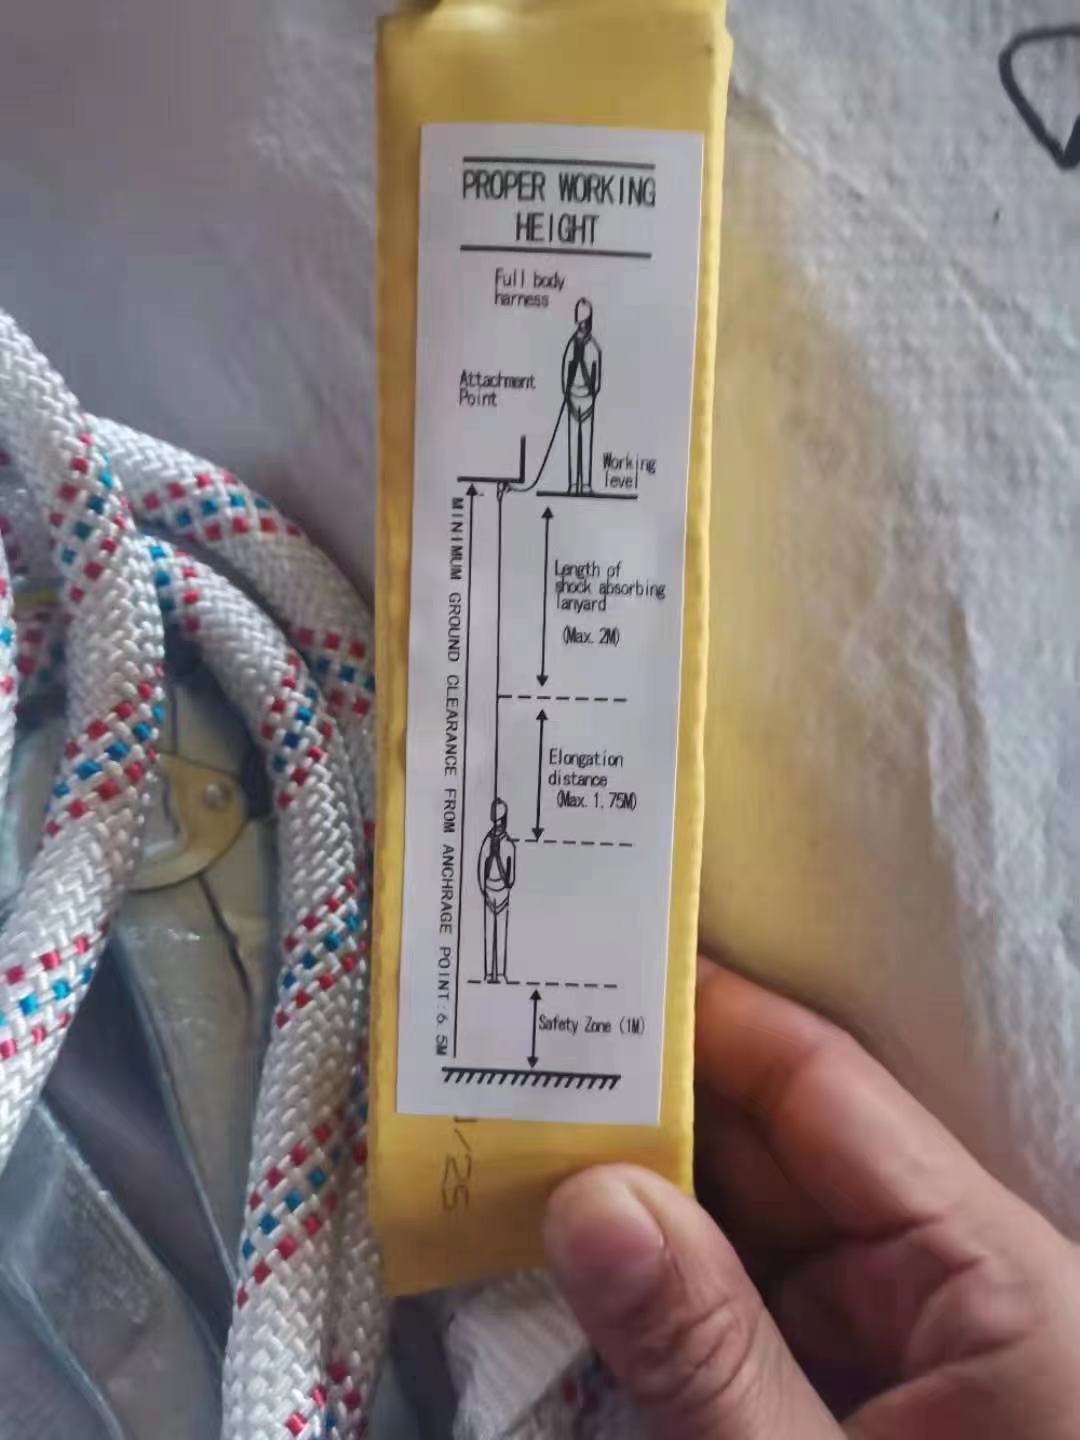 PROPER WORKING
HEIGHT
Full body
harness
Attachment
Point
Working
level
Length of
shock absorbing
lanyard
(Max. 2M)
Elongation
distance
(Max. 1,75M)
Safety Zone (1M)
MINIMUM GROUND CLEARANCE FROM ANCHRAGE POINT:6.5M
/25